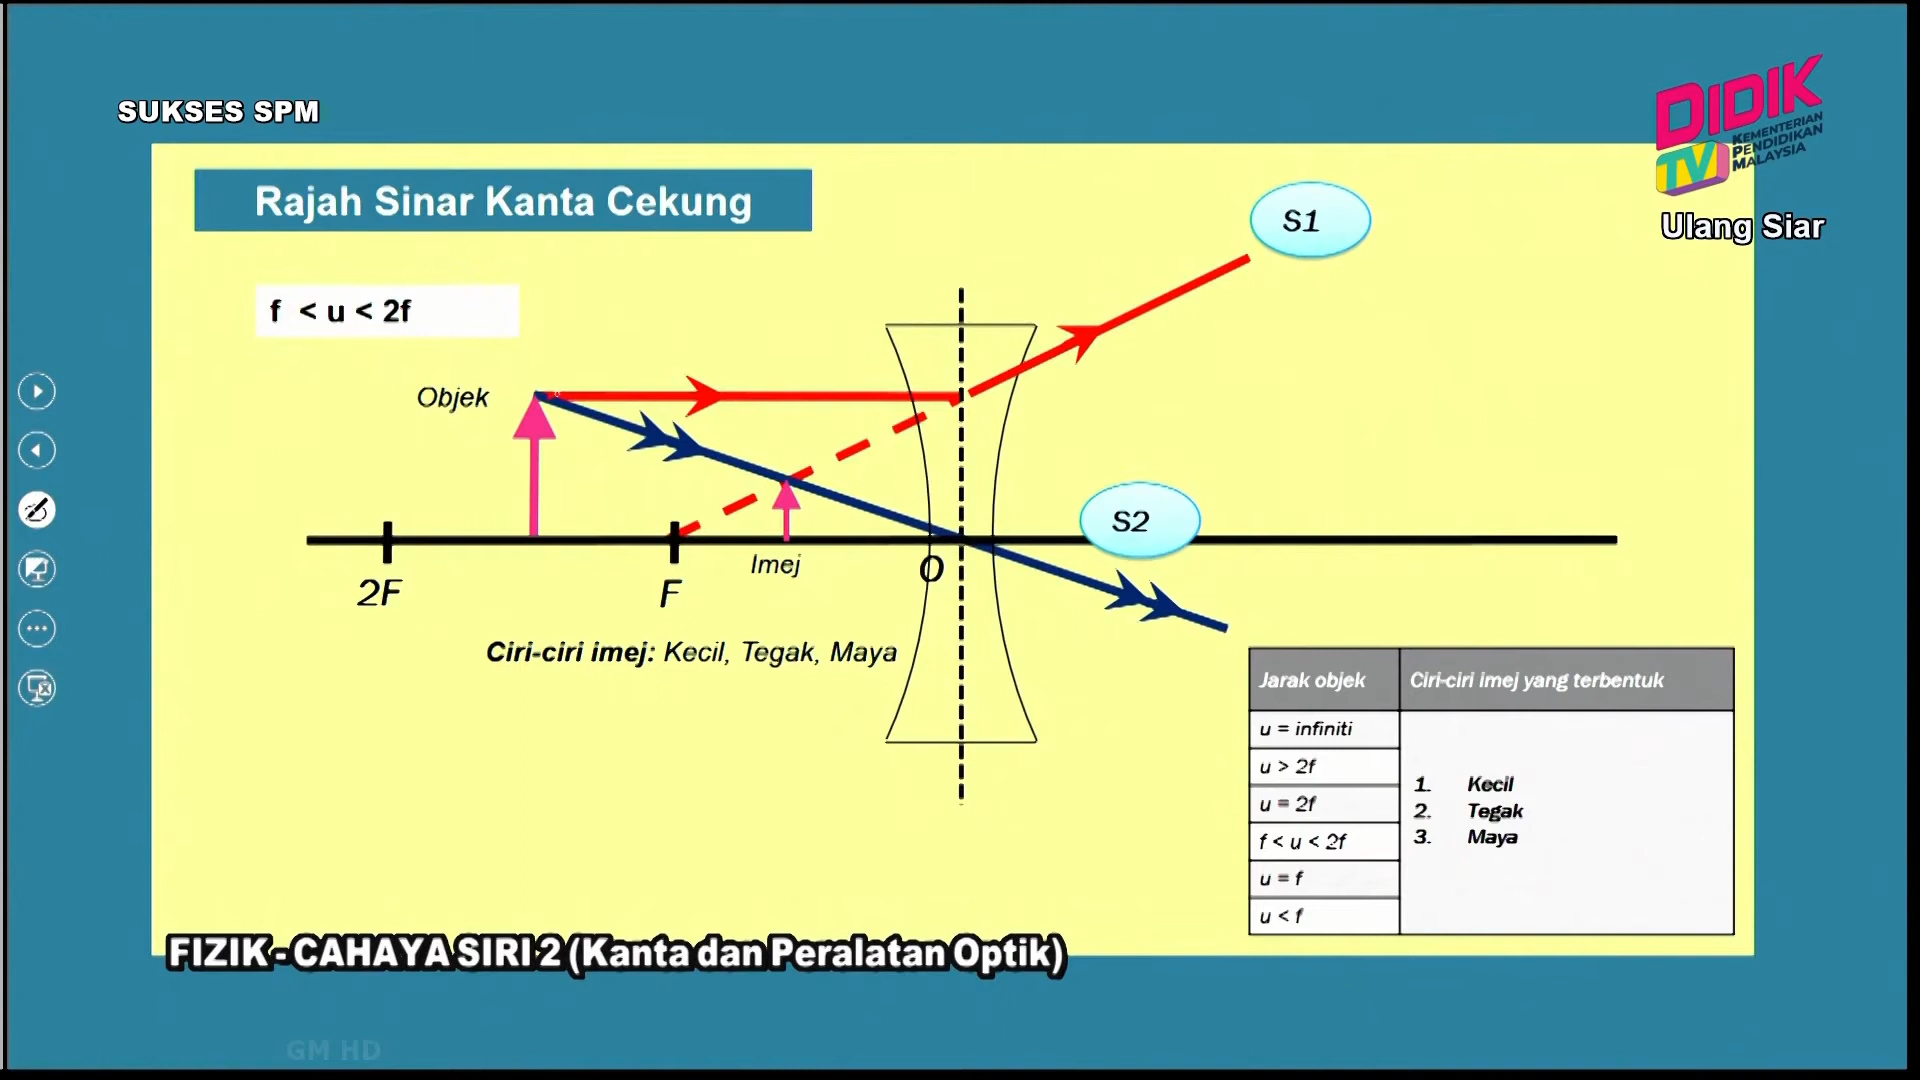 SUKSES SPM
DIDIK
TV
KEMENTERIAN
PENDIDIKAN
MALAYSIA
Ulang Siar
Rajah Sinar Kanta Cekung
S1
f < u < 2f
Objek
S2
Imej
O
2F
F
Ciri-ciri imej: Kecil, Tegak, Maya
Jarak objek
Ciri-ciri imej yang terbentuk
u = infiniti
u > 2f
u = 2f
f < u < 2f
u = f
u < f
1. Kecil
2. Tegak
3. Maya
FIZIK - CAHAYA SIRI 2 (Kanta dan Peralatan Optik)
GM HD